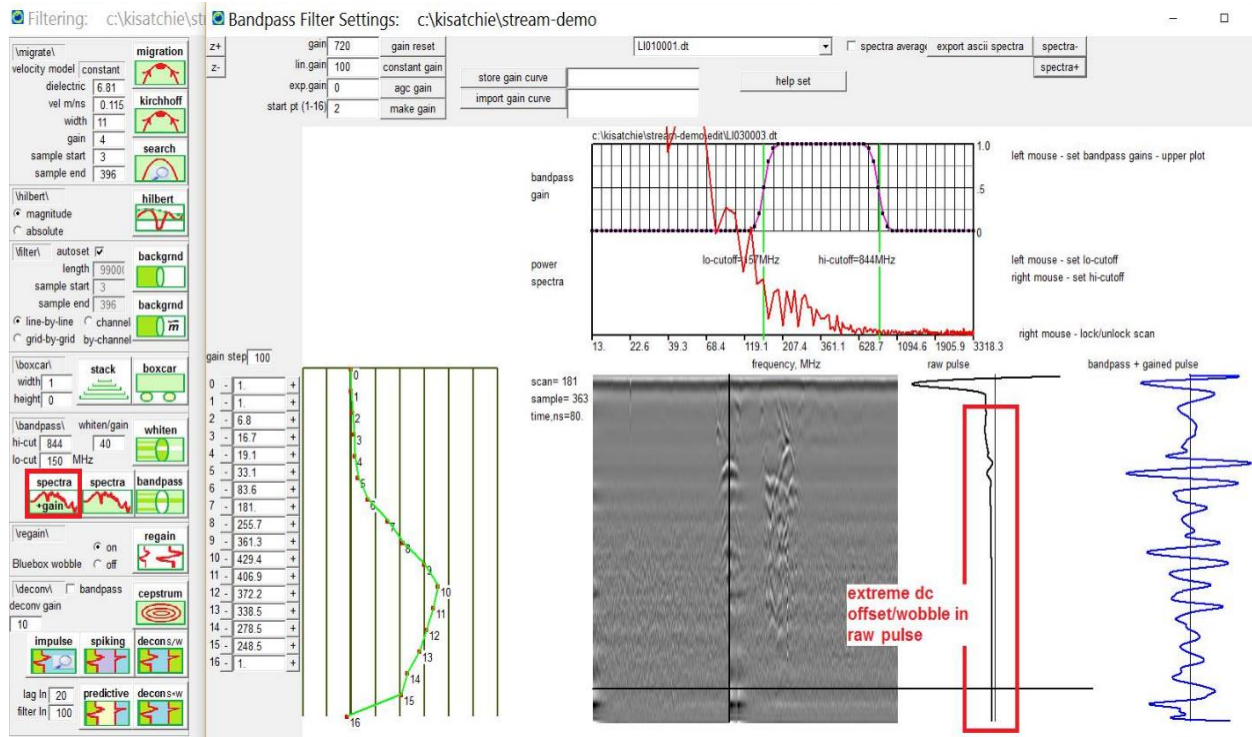 Filtering: c:\kisatchie\str
Bandpass Filter Settings: c:\kisatchie\stream-demo
\migrate\
migration
velocity model constant
dielectric 6.81
vel m/ns 0.115
kirchhoff
width 11
gain 4
sample start 3
search
sample end 396
\hilbert\
hilbert
magnitude
absolute
\filter\ autoset
backgrnd
length 9900
sample start 3
sample end 396
backgrnd
line-by-line channel
grid-by-grid by-channel
m
\boxcar\
stack
boxcar
width 1
height 0
\bandpass\ whiten/gain
whiten
hi-cut 844 40
lo-cut 150 MHz
spectra
+gain
spectra
bandpass
\regain\
regain
on
Bluebox wobble off
\deconv\ bandpass
cepstrum
deconv gain
10
impulse spiking decon s/w
lag ln 20
filter ln 100
predictive decon s+w
z+
z-
gain 720 gain reset
lin.gain 100 constant gain
exp.gain 0 agc gain
start pt (1-16) 2 make gain
store gain curve
import gain curve
LI010001.dt
spectra average
export ascii spectra
spectra-
spectra+
help set
c:\kisatchie\stream-demo\edit\LI030003.dt
bandpass
gain
1.0
.5
0
left mouse - set bandpass gains - upper plot
power
spectra
lo-cutoff=157MHz
hi-cutoff=844MHz
left mouse - set lo-cutoff
right mouse - set hi-cutoff
right mouse - lock/unlock scan
13. 22.6 39.3 68.4 119.1 207.4 361.1 628.7 1094.6 1905.9 3318.3
frequency, MHz
raw pulse
bandpass + gained pulse
gain step 100
0 - 1. +
1 - 1. +
2 - 6.8 +
3 - 16.7 +
4 - 19.1 +
5 - 33.1 +
6 - 83.6 +
7 - 181. +
8 - 255.7 +
9 - 361.3 +
10 - 429.4 +
11 - 406.9 +
12 - 372.2 +
13 - 338.5 +
14 - 278.5 +
15 - 248.5 +
16 - 1. +
0
1
2
3
4
5
6
7
8
9
10
11
12
13
14
15
16
scan= 181
sample= 363
time,ns=80.
extreme dc
offset/wobble in
raw pulse